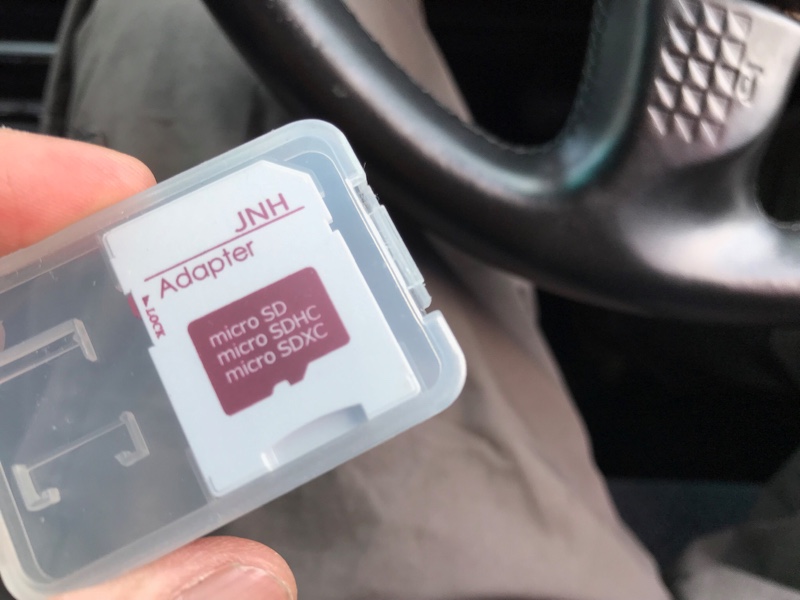 JNH
Adapter
LOCK
micro SD
micro SDHC
micro SDXC